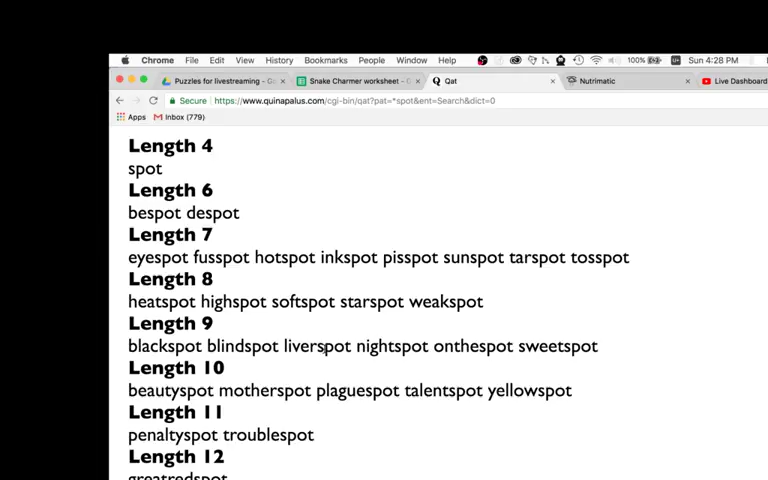 Chrome File Edit View History Bookmarks People Window Help 100% Sun 4:28 PM
Puzzles for livestreaming - G Snake Charmer worksheet - G Qat Nutrimatic Live Dashboard
Secure https://www.quinapalus.com/cgi-bin/qat?pat=*spot&ent=Search&dict=0
Apps Inbox (779)
Length 4
spot
Length 6
bespot despot
Length 7
eyespot fusspot hotspot inkspot pisspot sunspot tarspot tosspot
Length 8
heatspot highspot softspot starspot weakspot
Length 9
blackspot blindspot liverspot nightspot onthespot sweetspot
Length 10
beautyspot motherspot plaguespot talentspot yellowspot
Length 11
penaltyspot troublespot
Length 12
greatredspot